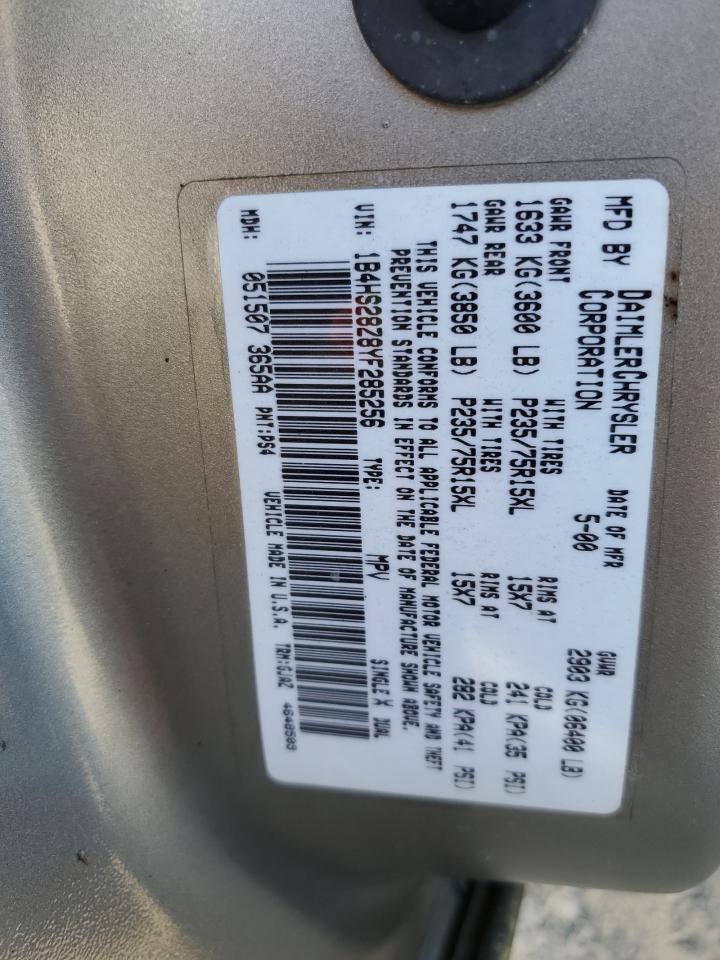 MFD BY DAIMLERCHRYSLER CORPORATION
DATE OF MFR 5-00
GVWR 2903 KG(06400 LB)
GAWR FRONT WITH TIRES RIMS AT COLD
1633 KG(3600 LB) P235/75R15XL 15X7 241 KPA(35 PSI)
GAWR REAR WITH TIRES RIMS AT COLD
1747 KG(3850 LB) P235/75R15XL 15X7 282 KPA(41 PSI)
THIS VEHICLE CONFORMS TO ALL APPLICABLE FEDERAL MOTOR VEHICLE SAFETY AND THEFT
PREVENTION STANDARDS IN EFFECT ON THE DATE OF MANUFACTURE SHOWN ABOVE.
VIN: 1B4HS28Z8YF285256 TYPE: MPV SINGLE X DUAL
MDH: 051507 365AA PNT:PS4 VEHICLE MADE IN U.S.A. TRM:GJAZ 4648509